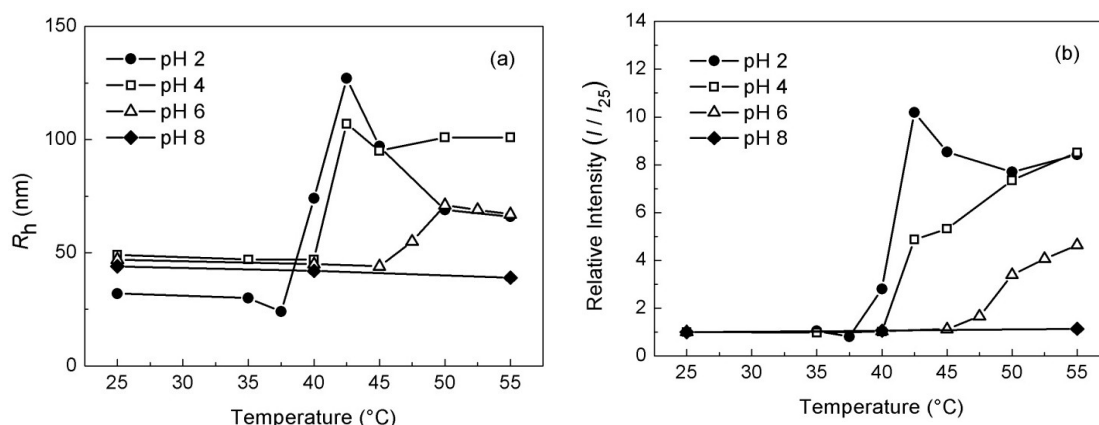 (a)
pH 2
pH 4
pH 6
pH 8
150
100
50
0
R_h (nm)
25 30 35 40 45 50 55
Temperature (°C)
(b)
pH 2
pH 4
pH 6
pH 8
14
12
10
8
6
4
2
0
Relative Intensity (I / I_25)
25 30 35 40 45 50 55
Temperature (°C)